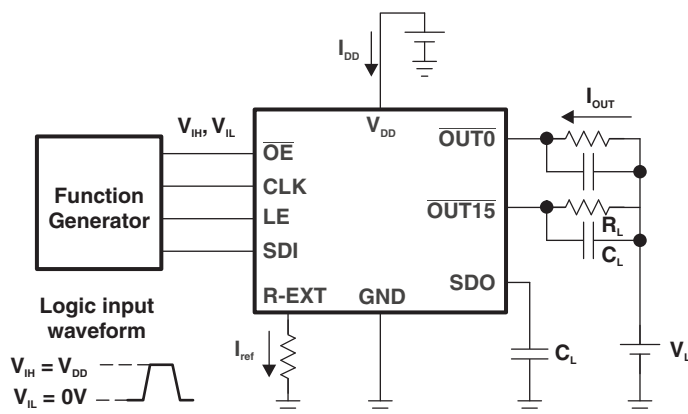 I_DD
V_IH, V_IL
I_OUT
V_DD
OUT0
OE
Function
Generator
CLK
LE
OUT15
R_L
SDI
C_L
R-EXT
GND
SDO
Logic input
waveform
I_ref
C_L
V_L
V_IH = V_DD
V_IL = 0V